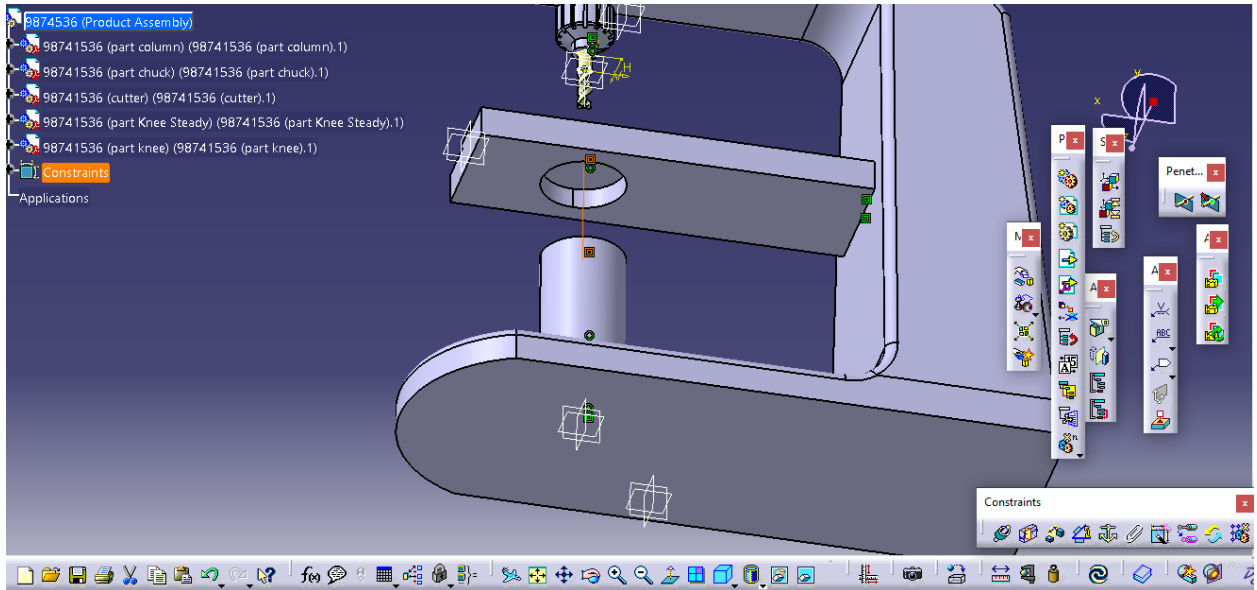 9874536 (Product Assembly)
98741536 (part column) (98741536 (part column).1)
98741536 (part chuck) (98741536 (part chuck).1)
98741536 (cutter) (98741536 (cutter).1)
98741536 (part Knee Steady) (98741536 (part Knee Steady).1)
98741536 (part knee) (98741536 (part knee).1)
Constraints
Applications
H
y
x
P
S
Penet...
M
A
A
A
ABC
Constraints
f(x)